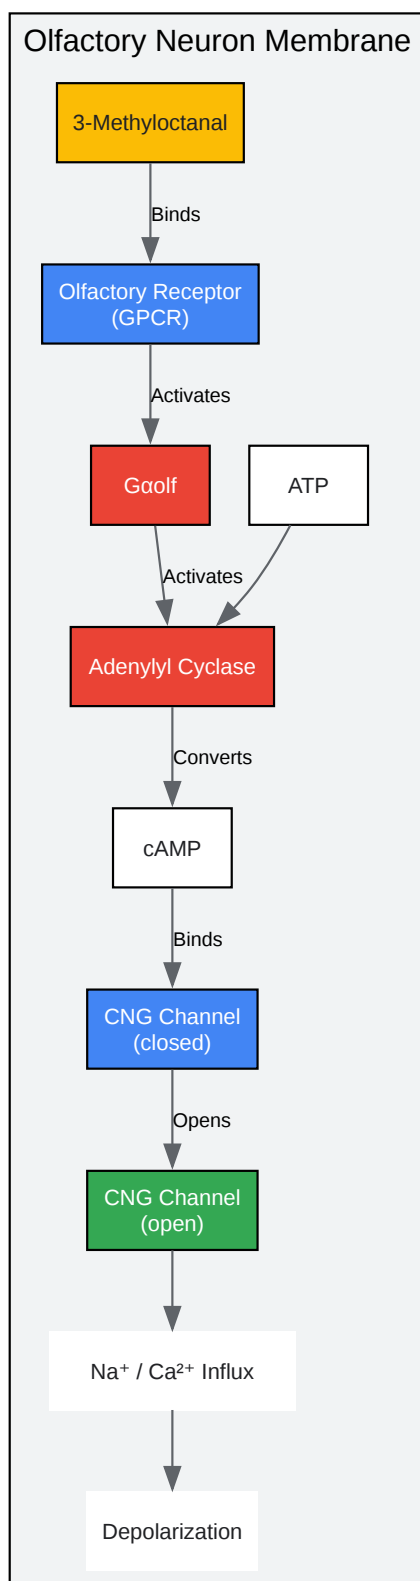 Olfactory Neuron Membrane
3-Methyloctanal
Binds
Olfactory Receptor
(GPCR)
Activates
Gαolf
ATP
Activates
Adenylyl Cyclase
Converts
cAMP
Binds
CNG Channel
(closed)
Opens
CNG Channel
(open)
Na⁺ / Ca²⁺ Influx
Depolarization